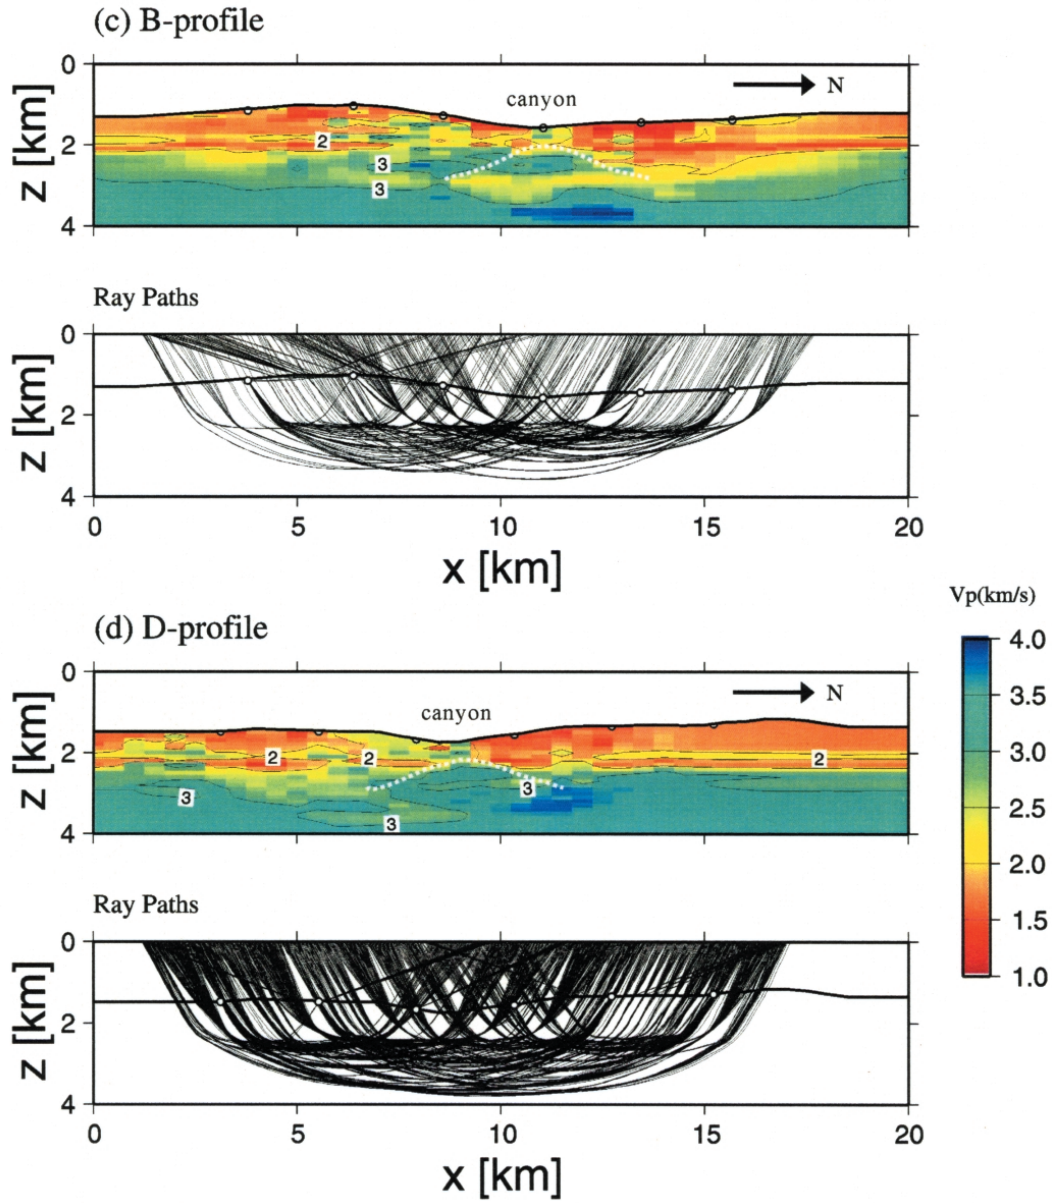 (c) B-profile
0
2
4
z [km]
canyon
N
2
3
3
Ray Paths
0
2
4
z [km]
0 5 10 15 20
x [km]
(d) D-profile
0
2
4
z [km]
canyon
N
2 2 2
3 3
3
Ray Paths
0
2
4
z [km]
0 5 10 15 20
x [km]
Vp(km/s)
4.0
3.5
3.0
2.5
2.0
1.5
1.0